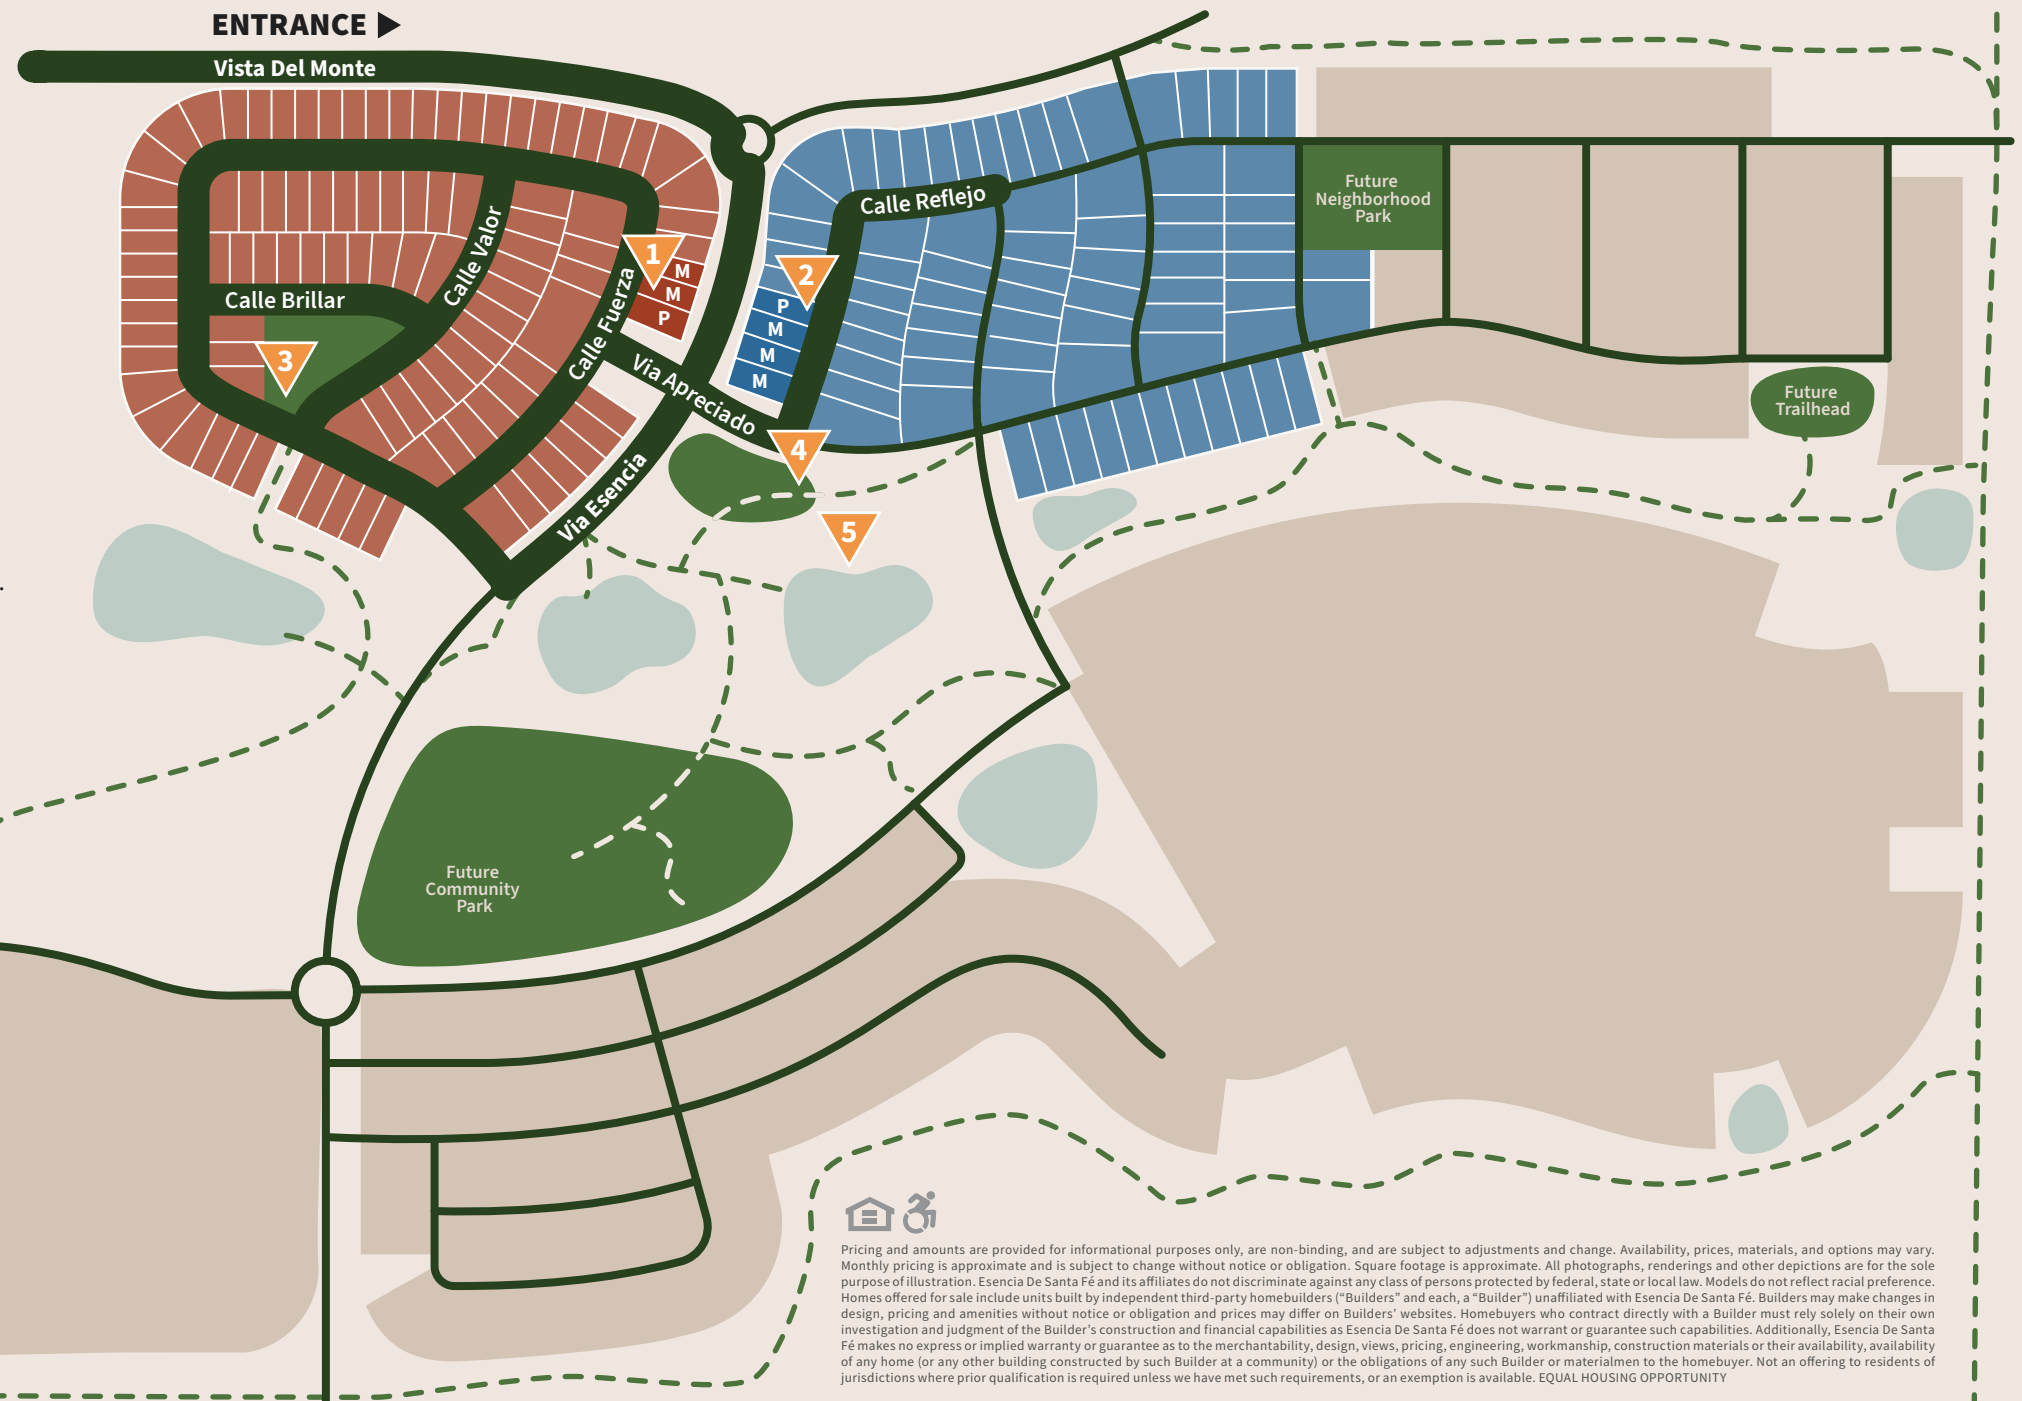 ENTRANCE
Vista Del Monte
Calle Reflejo
Future
Neighborhood
Park
Calle Valor
1
M
M
P
2
P
M
M
M
Calle Brillar
Calle Fuerza
3
Via Apreciado
4
Via Esencia
5
Future
Trailhead
Future
Community
Park
Pricing and amounts are provided for informational purposes only, are non-binding, and are subject to adjustments and change. Availability, prices, materials, and options may vary.
Monthly pricing is approximate and is subject to change without notice or obligation. Square footage is approximate. All photographs, renderings and other depictions are for the sole
purpose of illustration. Esencia De Santa Fé and its affiliates do not discriminate against any class of persons protected by federal, state or local law. Models do not reflect racial preference.
Homes offered for sale include units built by independent third-party homebuilders (“Builders” and each, a “Builder”) unaffiliated with Esencia De Santa Fé. Builders may make changes in
design, pricing and amenities without notice or obligation and prices may differ on Builders’ websites. Homebuyers who contract directly with a Builder must rely solely on their own
investigation and judgment of the Builder’s construction and financial capabilities as Esencia De Santa Fé does not warrant or guarantee such capabilities. Additionally, Esencia De Santa
Fé makes no express or implied warranty or guarantee as to the merchantability, design, views, pricing, engineering, workmanship, construction materials or their availability, availability
of any home (or any other building constructed by such Builder at a community) or the obligations of any such Builder or materialmen to the homebuyer. Not an offering to residents of
jurisdictions where prior qualification is required unless we have met such requirements, or an exemption is available. EQUAL HOUSING OPPORTUNITY